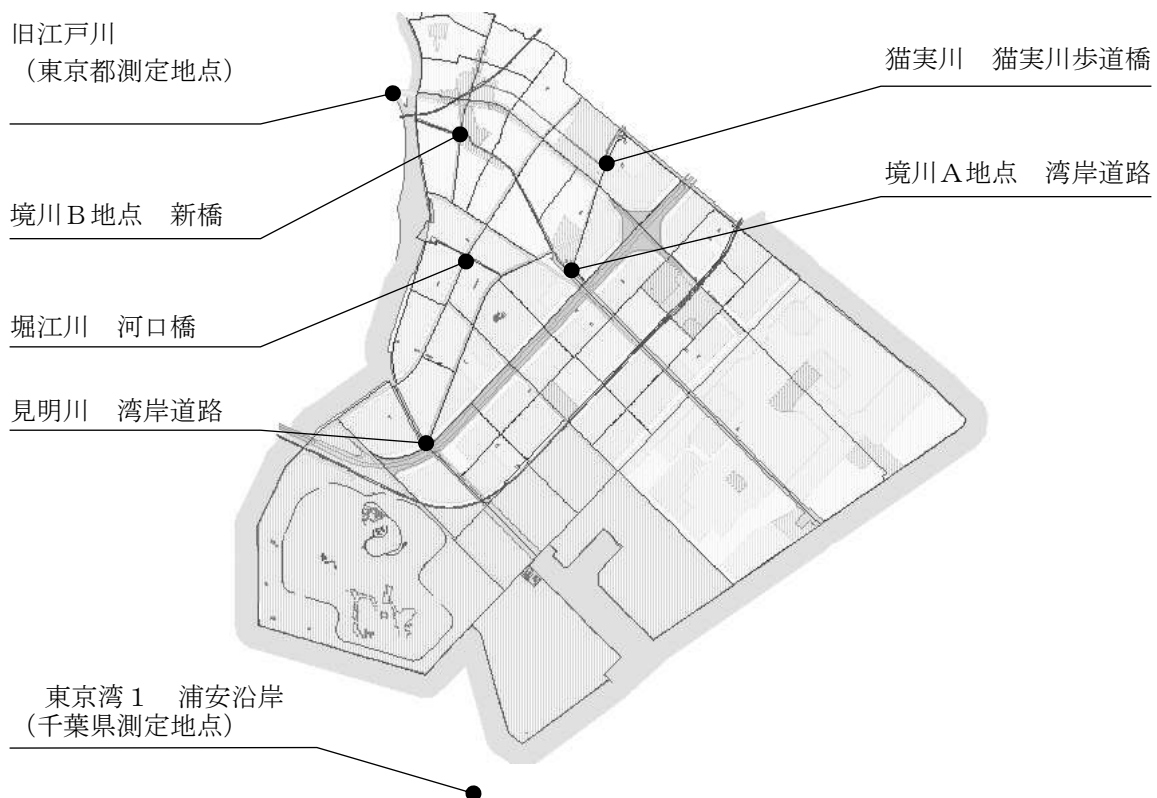 旧江戸川
（東京都測定地点）
猫実川　猫実川歩道橋
境川Ａ地点　湾岸道路
境川Ｂ地点　新橋
堀江川　河口橋
見明川　湾岸道路
東京湾１　浦安沿岸
（千葉県測定地点）